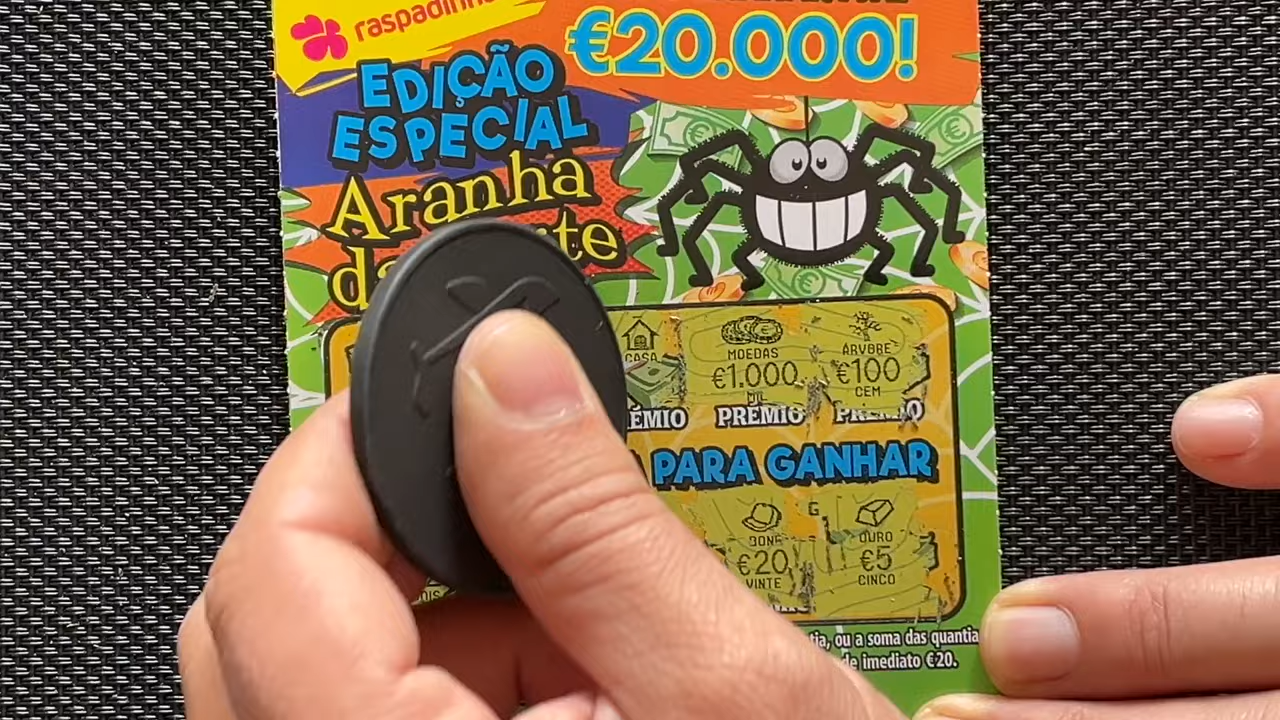 raspadinha
€20.000!
EDIÇÃO
ESPECIAL
Aranha
CASA
MOEDAS
ÁRVORE
€1.000
€100
MIL
CEM
PRÉMIO
PRÉMIO
PARA GANHAR
G
BONÉ
OURO
€20
€5
VINTE
CINCO
ou a soma das quantia
de imediato €20.